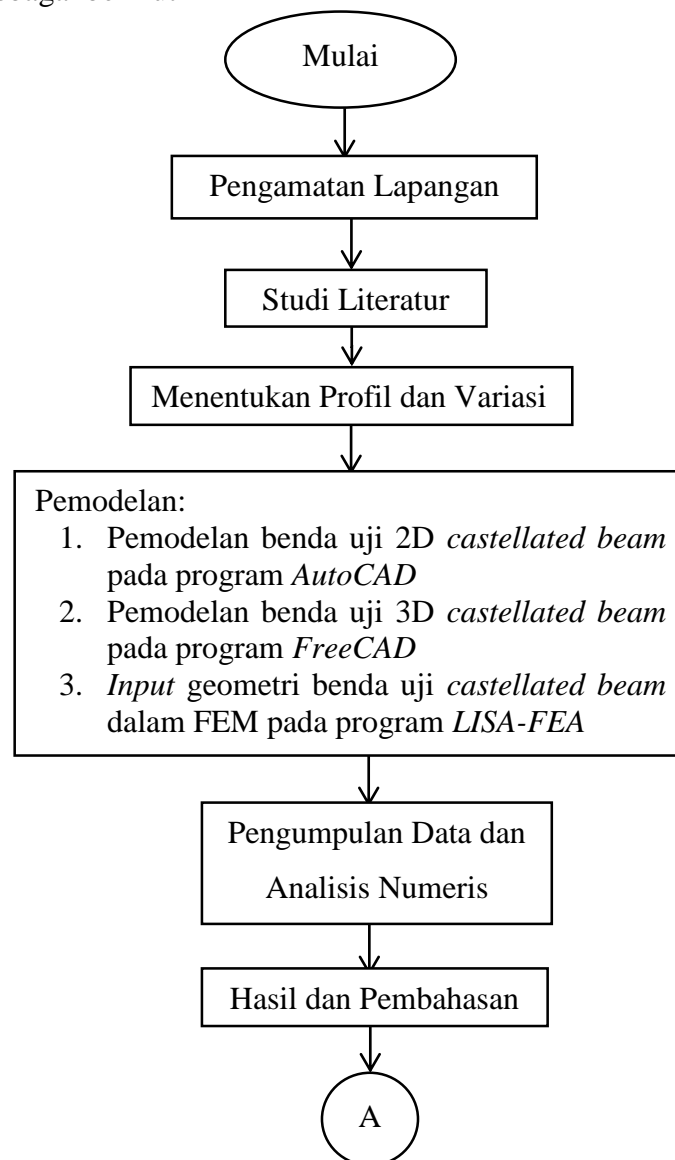 Mulai
Pengamatan Lapangan
Studi Literatur
Menentukan Profil dan Variasi
Pemodelan:
1. Pemodelan benda uji 2D castellated beam
pada program AutoCAD
2. Pemodelan benda uji 3D castellated beam
pada program FreeCAD
3. Input geometri benda uji castellated beam
dalam FEM pada program LISA-FEA
Pengumpulan Data dan
Analisis Numeris
Hasil dan Pembahasan
A